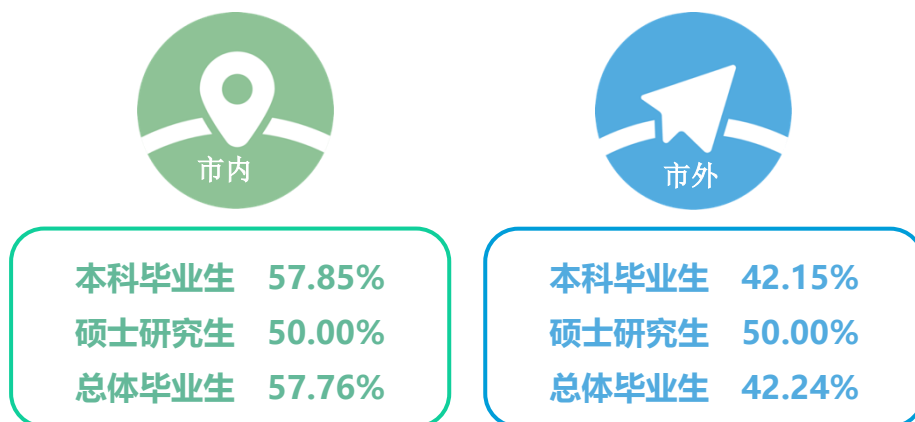 市内
本科毕业生 57.85%
硕士研究生 50.00%
总体毕业生 57.76%
市外
本科毕业生 42.15%
硕士研究生 50.00%
总体毕业生 42.24%